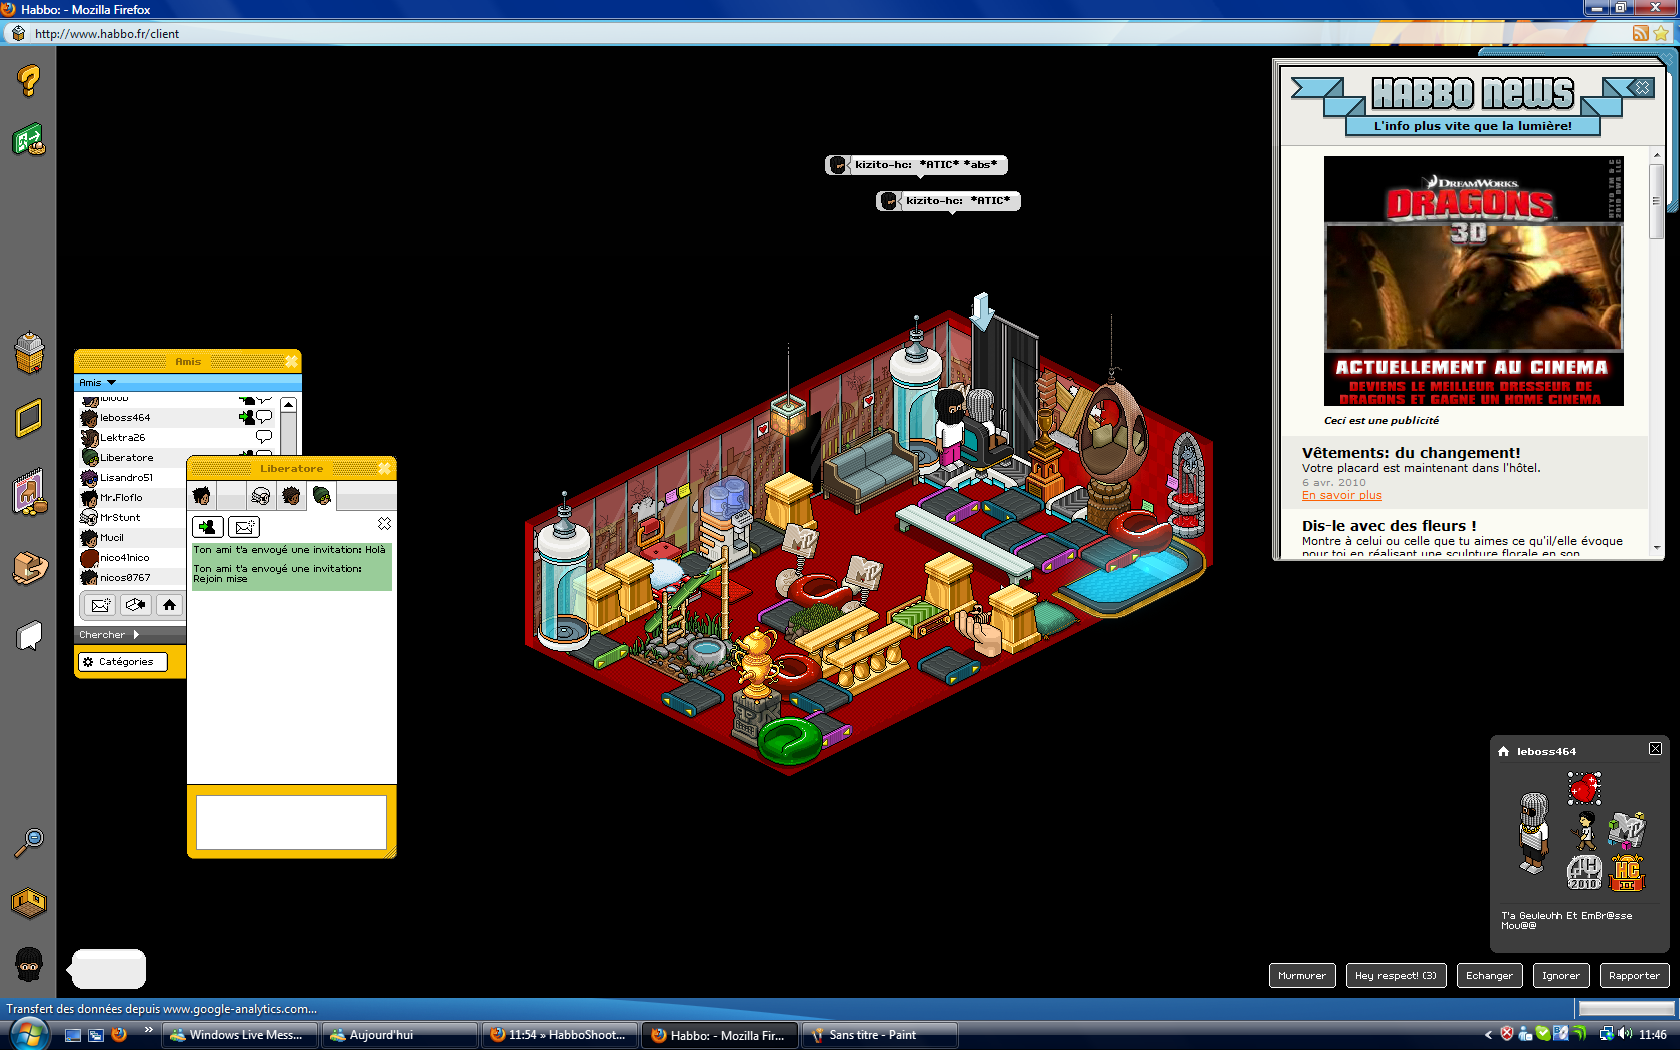 Habbo: - Mozilla Firefox
http://www.habbo.fr/client
kizito-hc: *ATIC* *abs*
kizito-hc: *ATIC*
HABBO NEWS
L'info plus vite que la lumière!
DREAMWORKS
DRAGONS
3D
ACTUELLEMENT AU CINEMA
DEVIENS LE MEILLEUR DRESSEUR DE
DRAGONS ET GAGNE UN HOME CINEMA
Ceci est une publicité
Vêtements: du changement!
Votre placard est maintenant dans l'hôtel.
6 avr. 2010
En savoir plus
Dis-le avec des fleurs !
Montre à celui ou celle que tu aimes ce qu'il/elle évoque
pour toi en réalisant une sculpture florale en son
Amis
Amis
leboss464
Lektra26
Liberatore
Lisandro51
Mr.Floflo
MrStunt
Mucil
nico41nico
nicos0767
Chercher
Catégories
Liberatore
Ton ami t'a envoyé une invitation: Holà
Ton ami t'a envoyé une invitation:
Rejoin mise
MTV
MTV
leboss464
MTV
2010
HC
III
T'a Geuleuhh Et EmBr@sse
Mou@@
Murmurer
Hey respect! (3)
Echanger
Ignorer
Rapporter
Transfert des données depuis www.google-analytics.com...
Windows Live Mess...
Aujourd'hui
11:54 » HabboShoot...
Habbo: - Mozilla Fir...
Sans titre - Paint
11:46